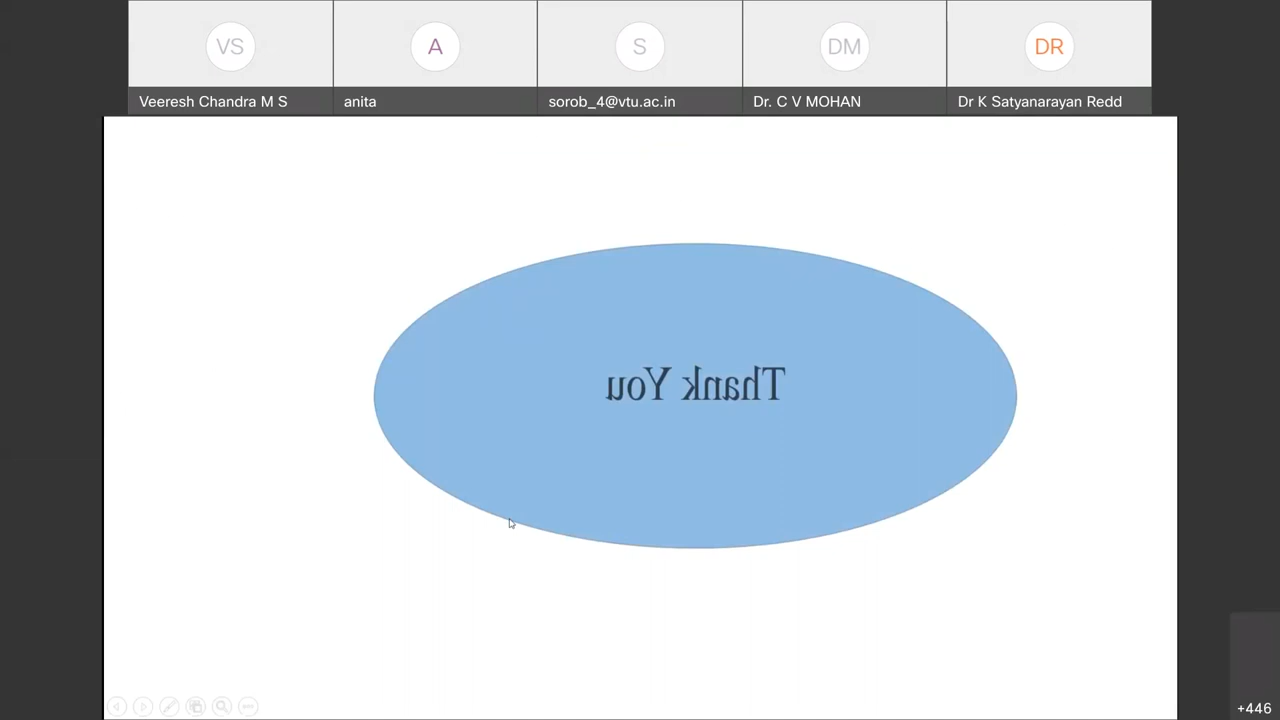 VS
A
S
DM
DR
Veeresh Chandra M S
anita
sorob_4@vtu.ac.in
Dr. C V MOHAN
Dr K Satyanarayan Redd
Thank You
+446